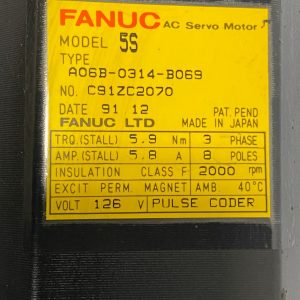 FANUC AC Servo Motor
MODEL 5S
TYPE
A06B-0314-B069
NO. C91ZC2070
DATE 91 12 PAT. PEND
FANUC LTD MADE IN JAPAN
TRQ.(STALL) 5.9 Nm 3 PHASE
AMP.(STALL) 5.8 A 8 POLES
INSULATION CLASS F 2000 rpm
EXCIT PERM. MAGNET AMB. 40°C
VOLT 126 V PULSE CODER